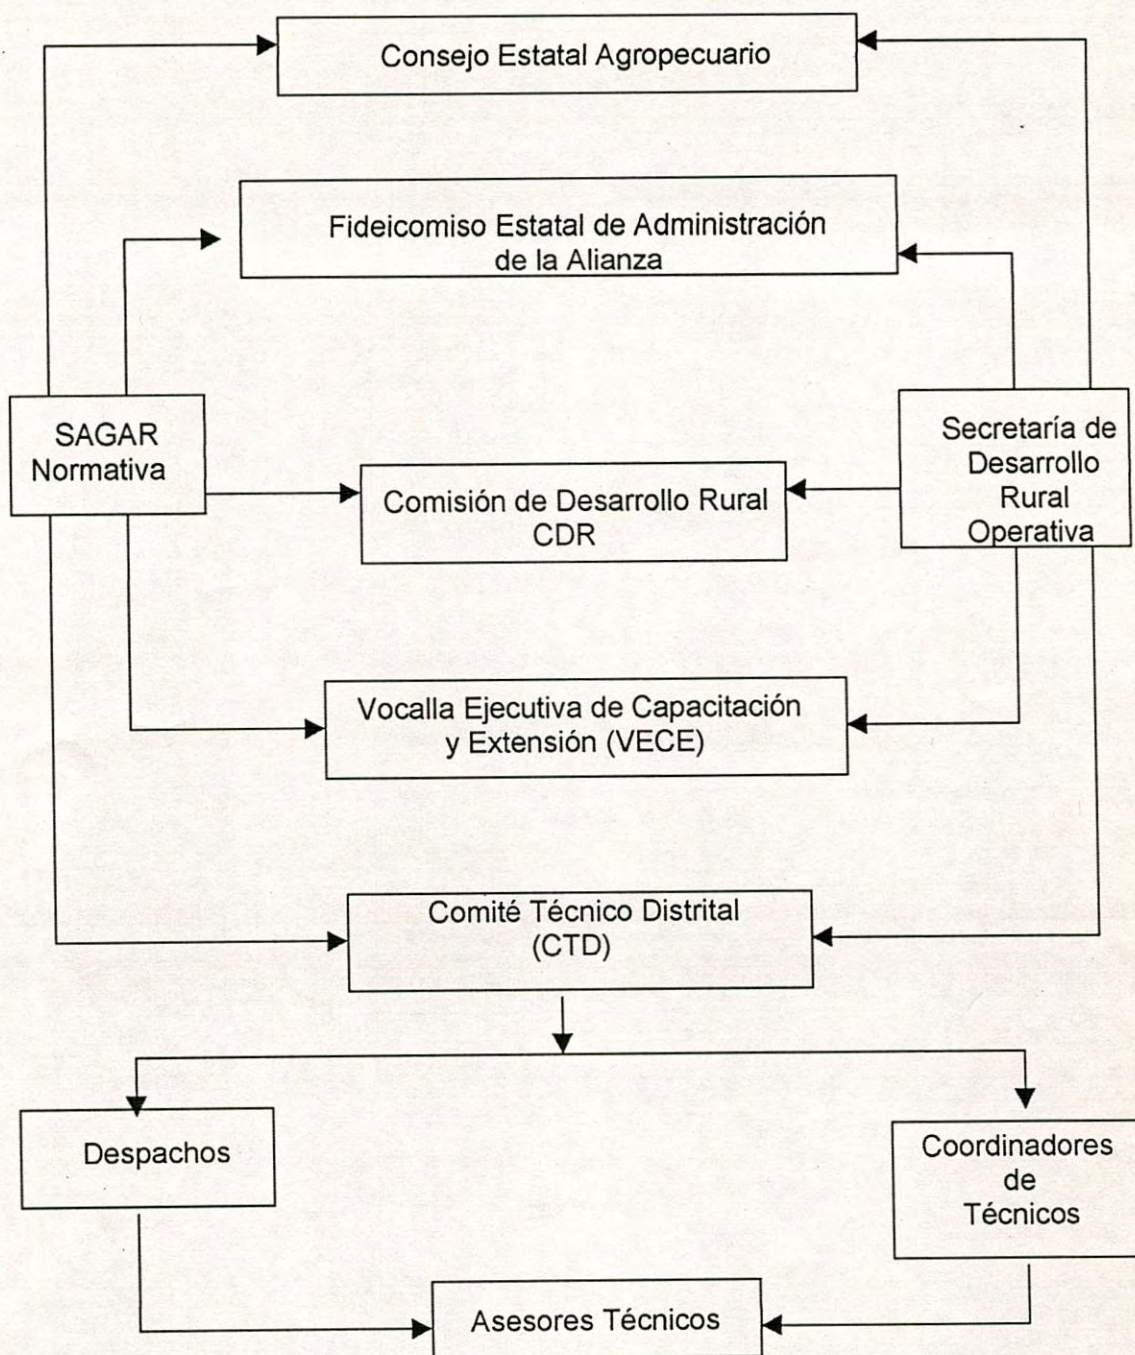 Consejo Estatal Agropecuario
Fideicomiso Estatal de Administración
de la Alianza
SAGAR
Normativa
Secretaría de
Desarrollo
Rural
Operativa
Comisión de Desarrollo Rural
CDR
Vocalla Ejecutiva de Capacitación
y Extensión (VECE)
Comité Técnico Distrital
(CTD)
Despachos
Coordinadores
de
Técnicos
Asesores Técnicos